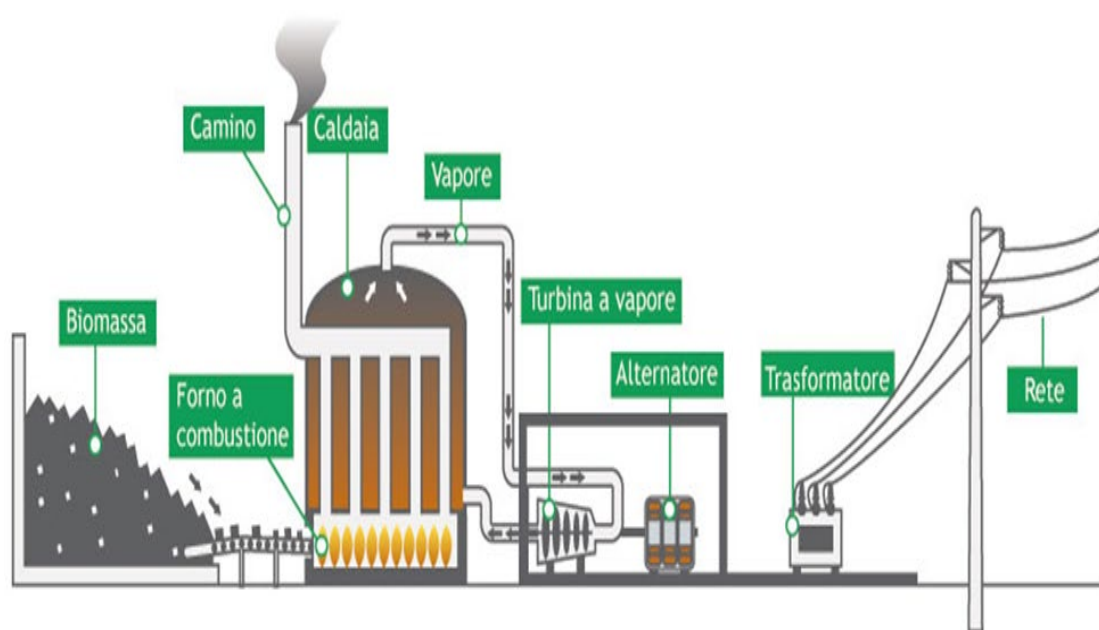 Camino
Caldaia
Vapore
Biomassa
Turbina a vapore
Forno a
combustione
Alternatore
Trasformatore
Rete